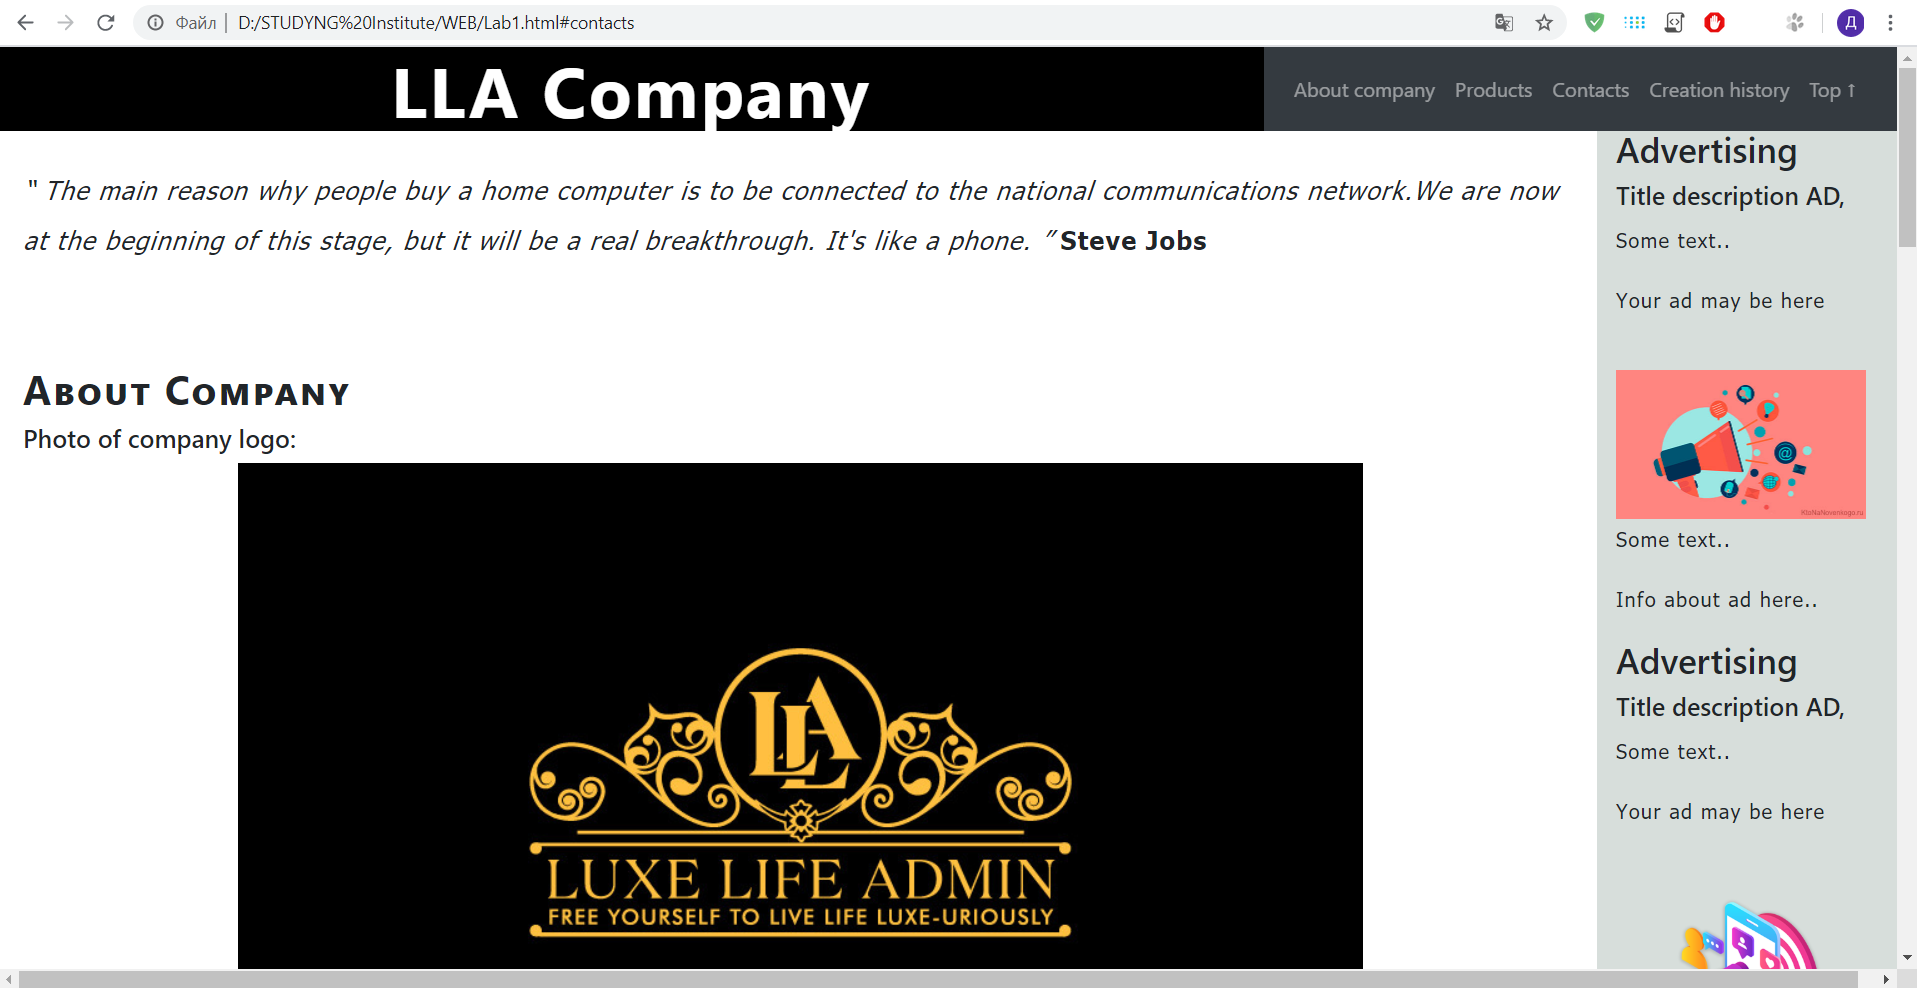 Файл
D:/STUDYNG%20Institute/WEB/Lab1.html#contacts
Д
LLA Company
About company
Products
Contacts
Creation history
Top ↑
" The main reason why people buy a home computer is to be connected to the national communications network.We are now
at the beginning of this stage, but it will be a real breakthrough. It's like a phone. ” Steve Jobs
About Company
Photo of company logo:
LLA
LUXE LIFE ADMIN
FREE YOURSELF TO LIVE LIFE LUXE-URIOUSLY
Advertising
Title description AD,
Some text..
Your ad may be here
@
KtoNaNovenkogo.ru
Some text..
Info about ad here..
Advertising
Title description AD,
Some text..
Your ad may be here